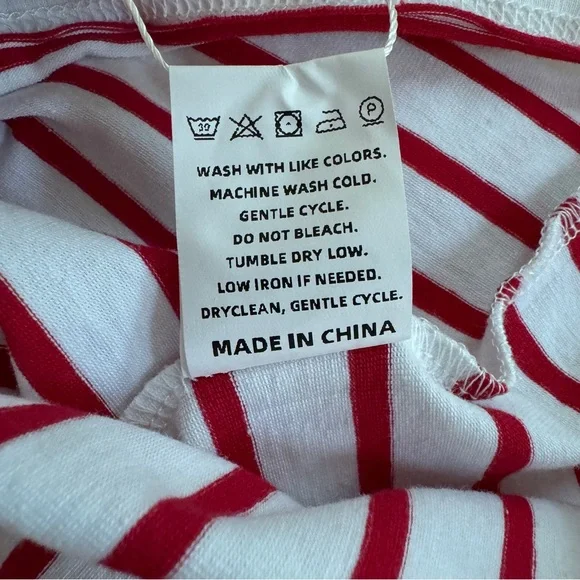 30 P
WASH WITH LIKE COLORS.
MACHINE WASH COLD.
GENTLE CYCLE.
DO NOT BLEACH.
TUMBLE DRY LOW.
LOW IRON IF NEEDED.
DRYCLEAN, GENTLE CYCLE.
MADE IN CHINA